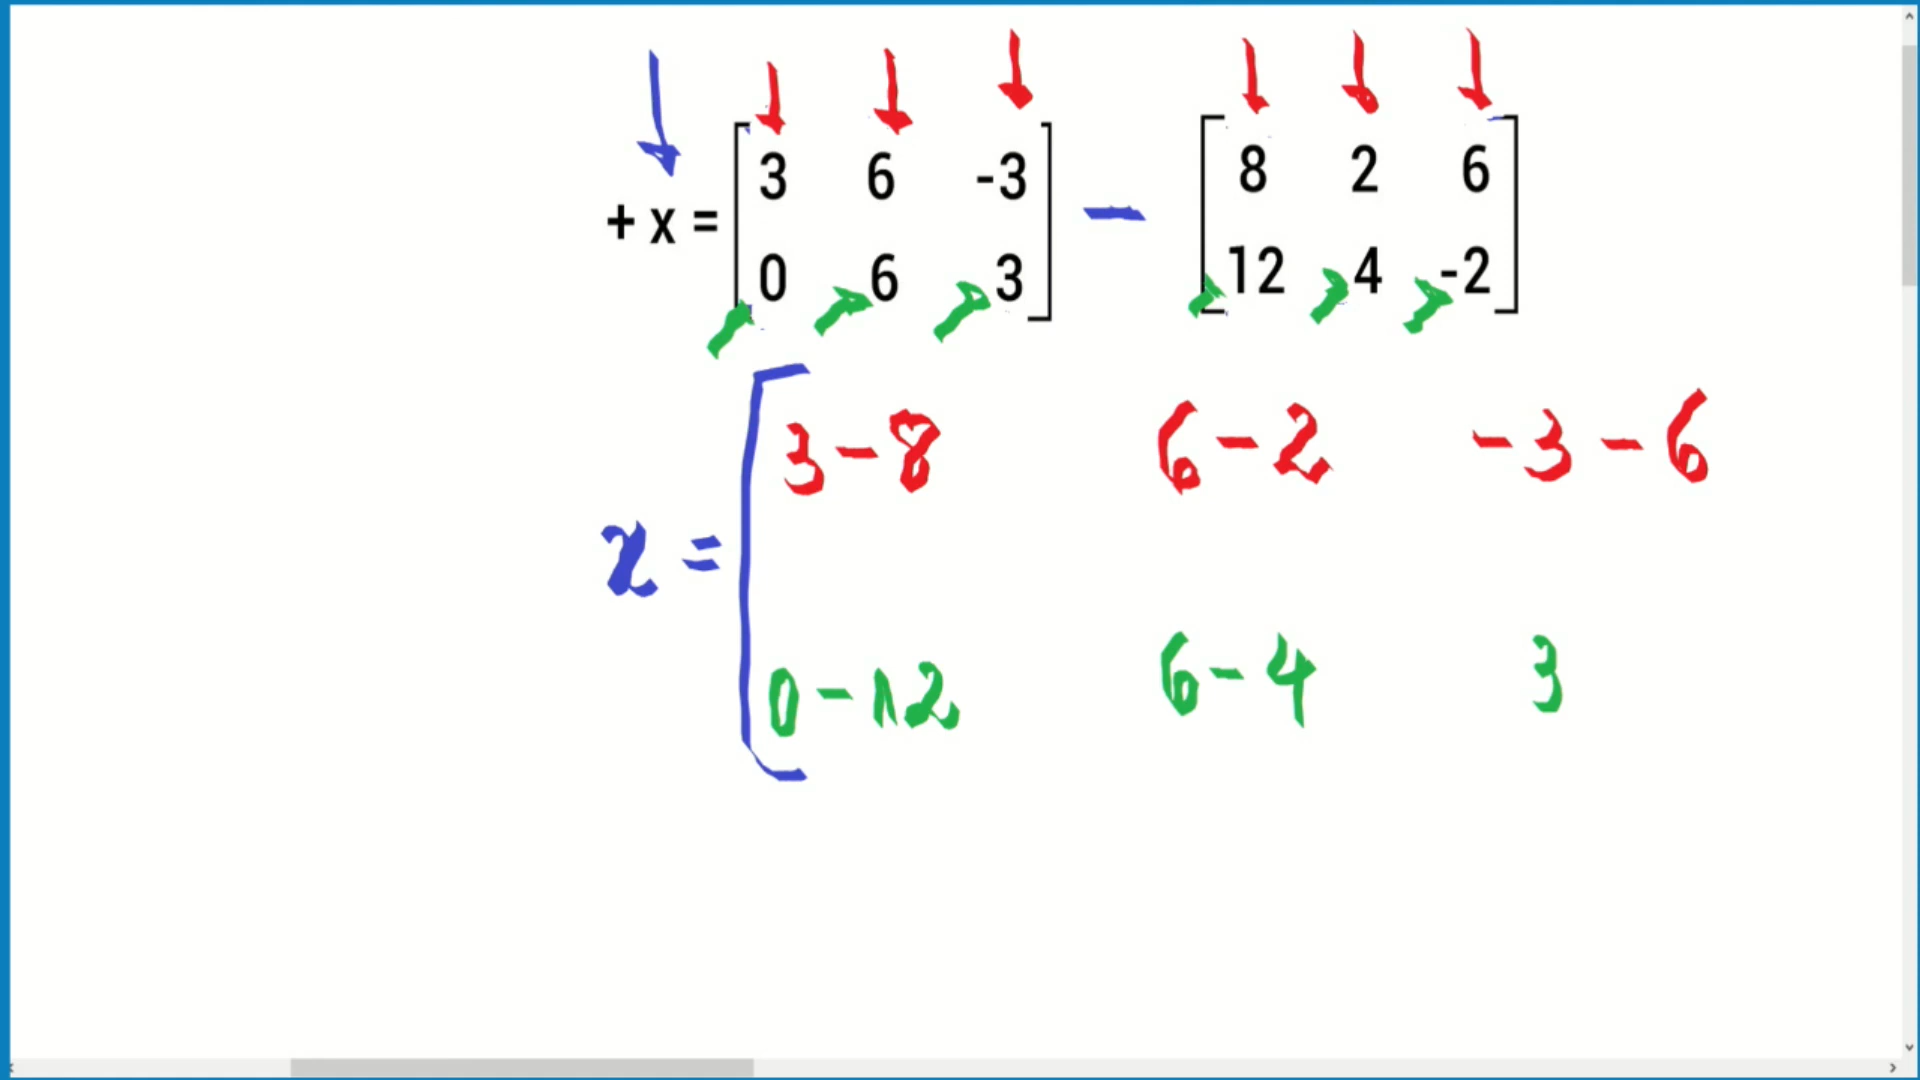 + x = [ 3 6 -3 ] - [ 8 2 6 ]
0 6 3 12 4 -2
x = [ 3 - 8 6 - 2 - 3 - 6
0 - 12 6 - 4 3